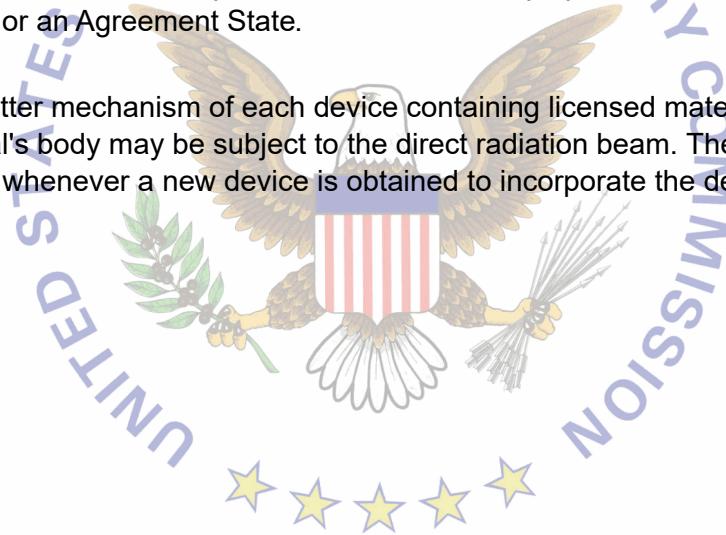 or an Agreement State.
tter mechanism of each device containing licensed mate
l's body may be subject to the direct radiation beam. The
whenever a new device is obtained to incorporate the de
UNITED STATES
Y COMMISSION